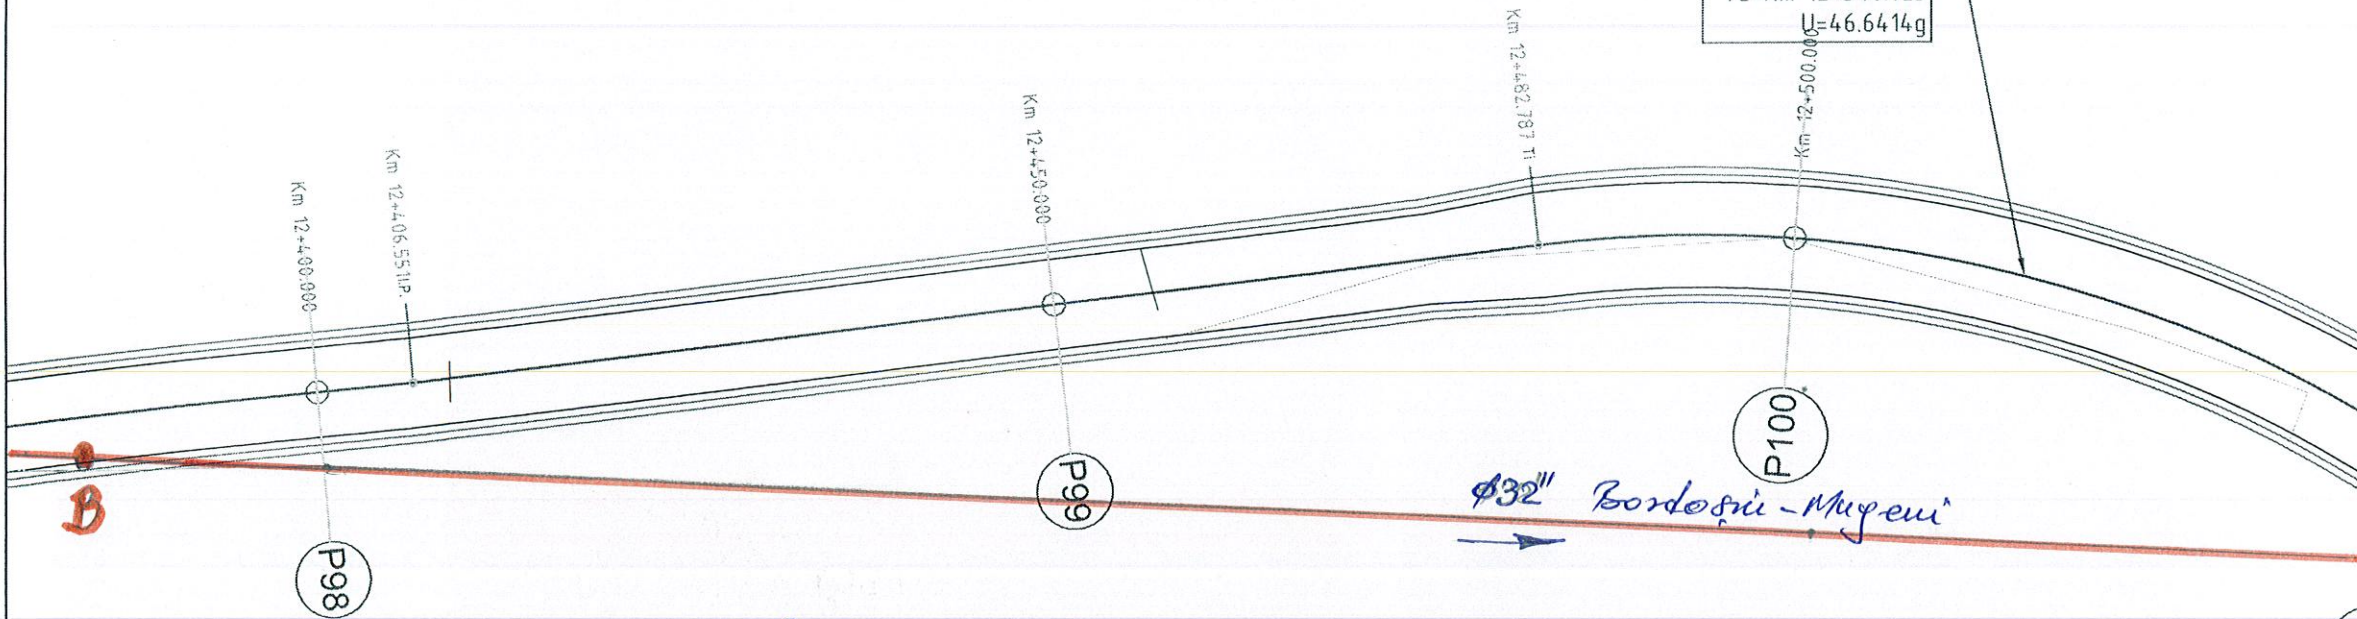 U=46.6414g
Km 12+400.000
Km 12+406.551I.P.
Km 12+450.000
Km 12+482.787 Ti
Km 12+500.000
P98
P99
P100
B
ø32" Bordoșiu - Mugeni